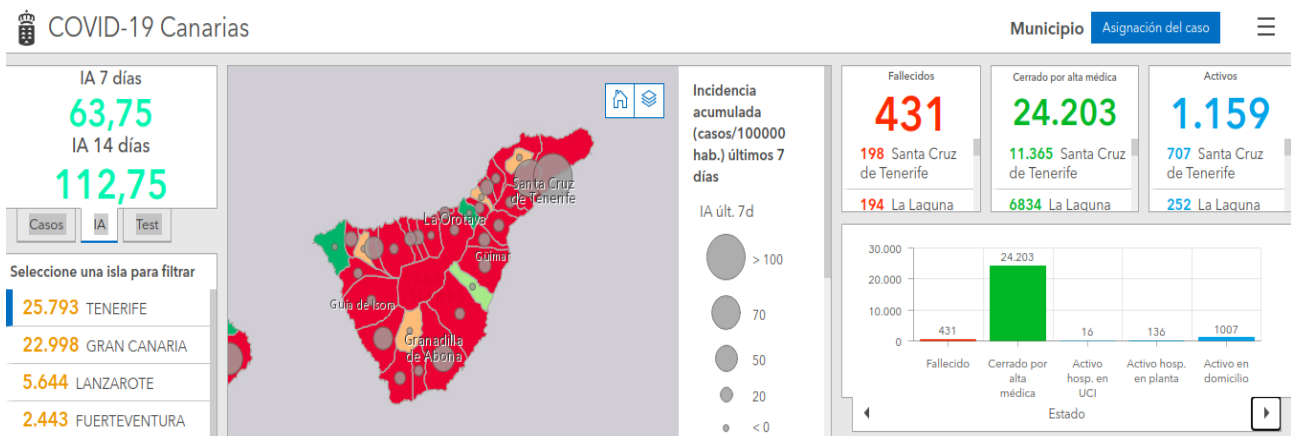 COVID-19 Canarias
Municipio
Asignación del caso
IA 7 días
63,75
IA 14 días
112,75
Casos
IA
Test
Seleccione una isla para filtrar
25.793 TENERIFE
22.998 GRAN CANARIA
5.644 LANZAROTE
2.443 FUERTEVENTURA
Santa Cruz
de Tenerife
La Orotava
Güimar
Guía de Isora
Granadilla
de Abona
Incidencia
acumulada
(casos/100000
hab.) últimos 7
días
IA últ. 7d
> 100
70
50
20
< 0
Fallecidos
431
198 Santa Cruz
de Tenerife
194 La Laguna
Cerrado por alta médica
24.203
11.365 Santa Cruz
de Tenerife
6834 La Laguna
Activos
1.159
707 Santa Cruz
de Tenerife
252 La Laguna
30.000
20.000
10.000
0
431
24.203
16
136
1007
Fallecido
Cerrado por
alta
médica
Activo
hosp. en
UCI
Activo hosp.
en planta
Activo en
domicilio
Estado